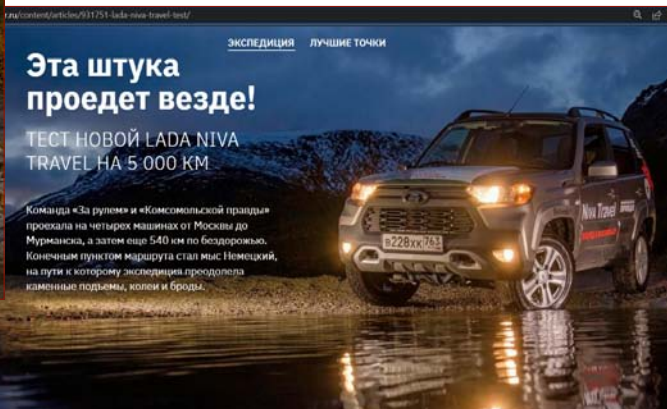 r.ru/content/articles/931751-lada-niva-travel-test/
ЭКСПЕДИЦИЯ ЛУЧШИЕ ТОЧКИ
Эта штука
проедет везде!
ТЕСТ НОВОЙ LADA NIVA
TRAVEL НА 5 000 КМ
Команда «За рулем» и «Комсомольской правды»
проехала на четырех машинах от Москвы до
Мурманска, а затем еще 540 км по бездорожью.
Конечным пунктом маршрута стал мыс Немецкий,
на пути к которому экспедиция преодолела
каменные подъемы, колеи и броды.
Niva Travel
в228хк 763